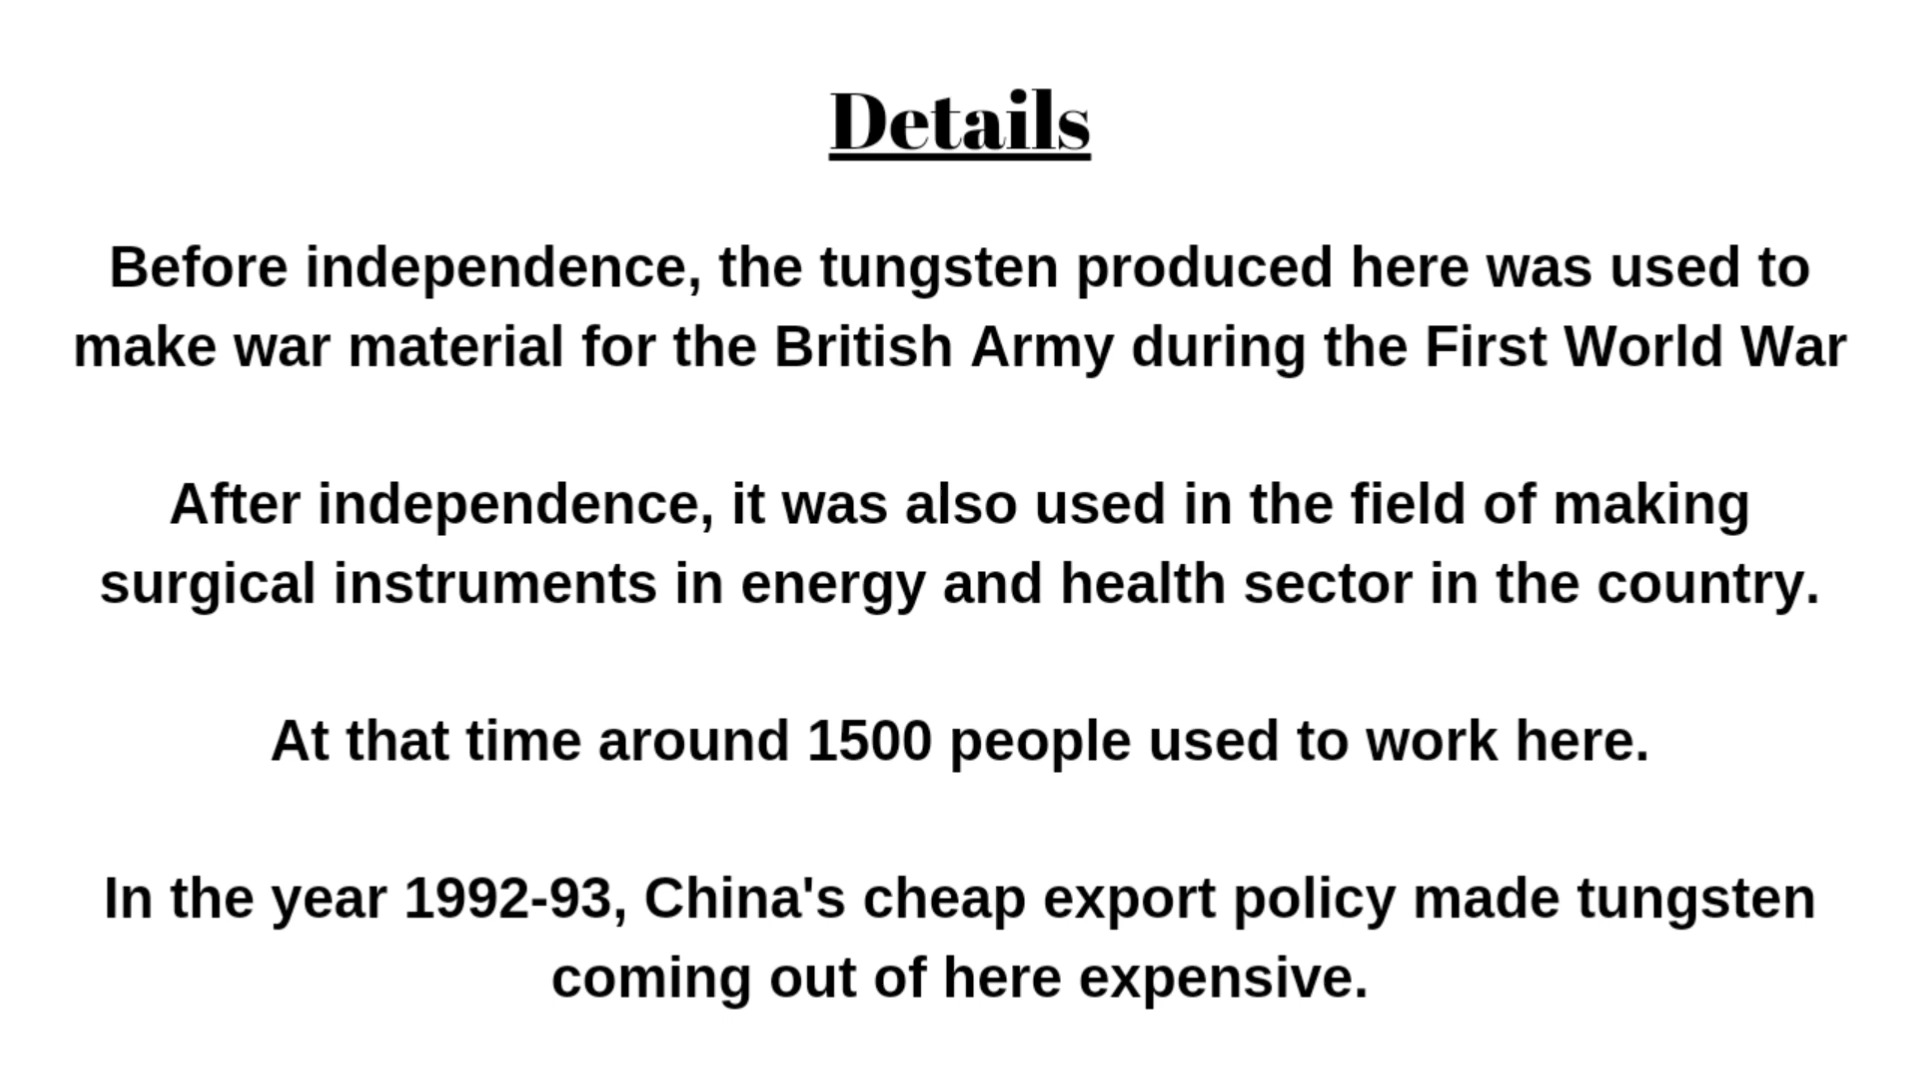 Details
Before independence, the tungsten produced here was used to
make war material for the British Army during the First World War
After independence, it was also used in the field of making
surgical instruments in energy and health sector in the country.
At that time around 1500 people used to work here.
In the year 1992-93, China's cheap export policy made tungsten
coming out of here expensive.